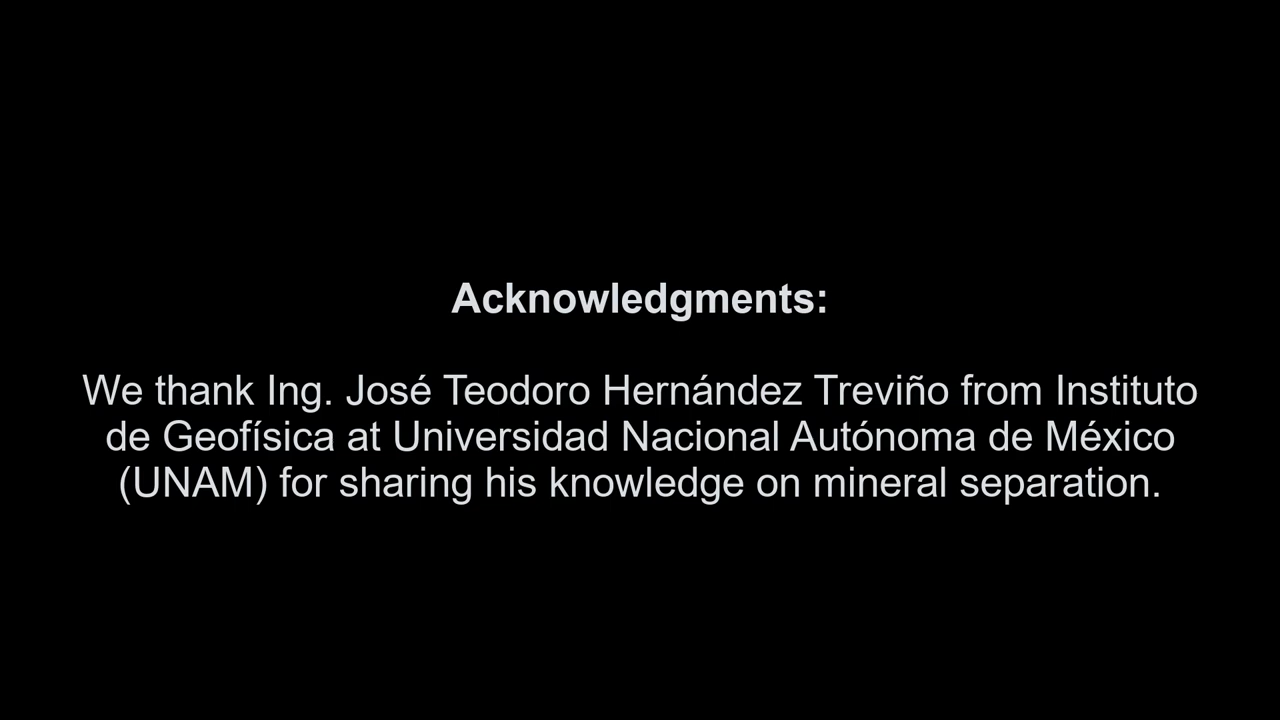 Acknowledgments:
We thank Ing. José Teodoro Hernández Treviño from Instituto
de Geofísica at Universidad Nacional Autónoma de México
(UNAM) for sharing his knowledge on mineral separation.